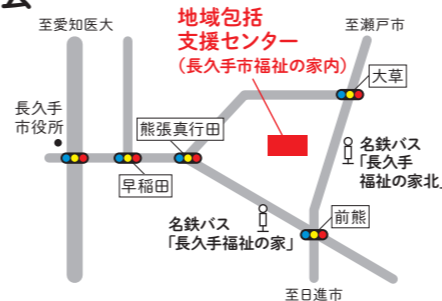 至愛知医大
地域包括
支援センター
（長久手市福祉の家内）
至瀬戸市
大草
長久手
市役所
熊張真行田
早稲田
名鉄バス
「長久手
福祉の家北」
名鉄バス
「長久手福祉の家」
前熊
至日進市